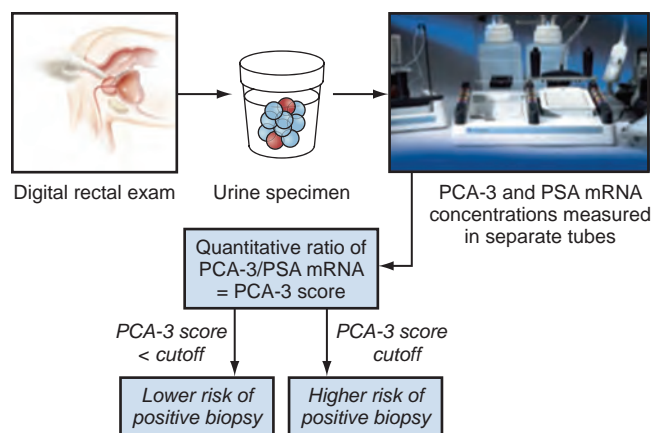 Digital rectal exam
Urine specimen
PCA-3 and PSA mRNA
concentrations measured
in separate tubes
Quantitative ratio of
PCA-3/PSA mRNA
= PCA-3 score
PCA-3 score
< cutoff
PCA-3 score
cutoff
Lower risk of
positive biopsy
Higher risk of
positive biopsy